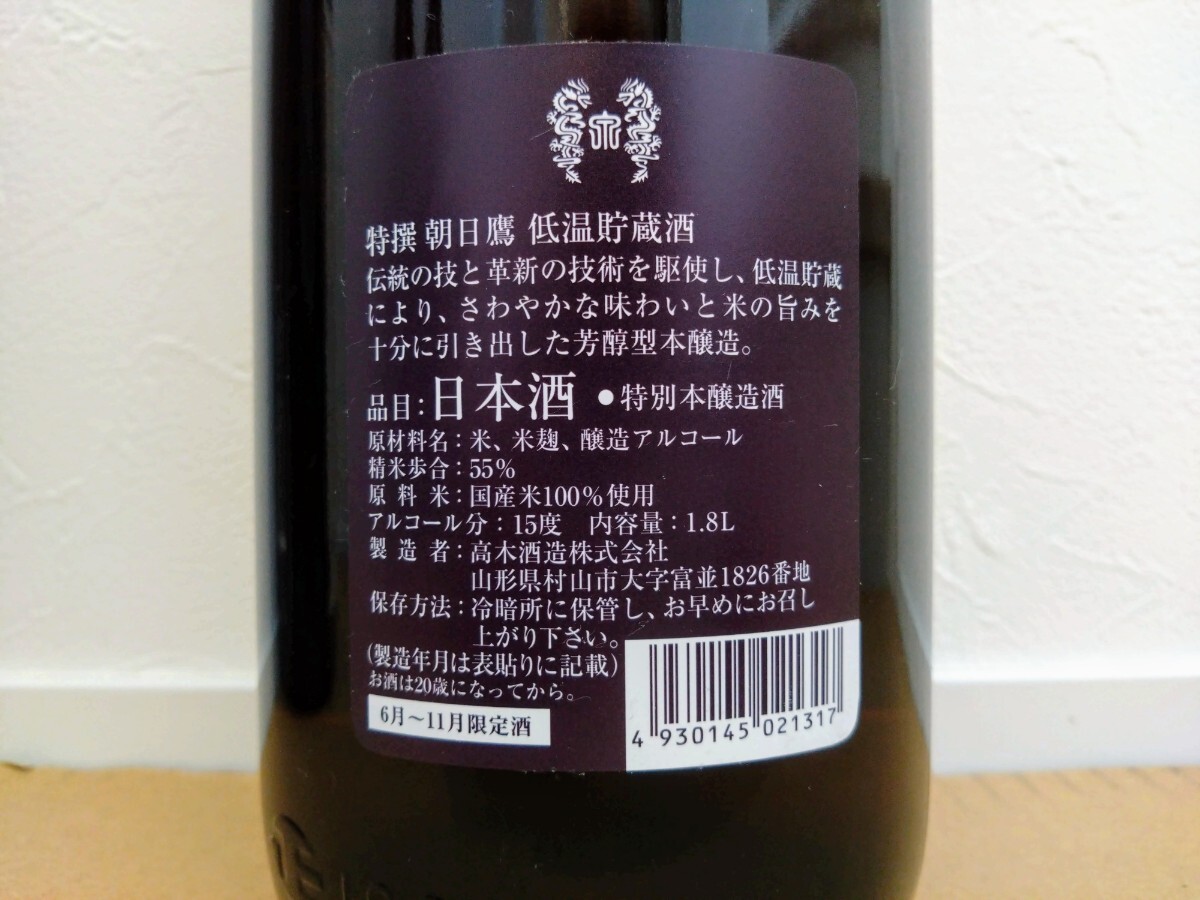 特撰 朝日鷹 低温貯蔵酒
伝統の技と革新の技術を駆使し、低温貯蔵
により、さわやかな味わいと米の旨みを
十分に引き出した芳醇型本醸造。
品目:日本酒 ●特別本醸造酒
原材料名:米、米麹、醸造アルコール
精米歩合:55%
原料米:国産米100%使用
アルコール分:15度 内容量:1.8L
製造者:高木酒造株式会社
山形県村山市大字富並1826番地
保存方法:冷暗所に保管し、お早めにお召し
上がり下さい。
(製造年月は表貼りに記載)
お酒は20歳になってから。
6月〜11月限定酒
4 930145 021317